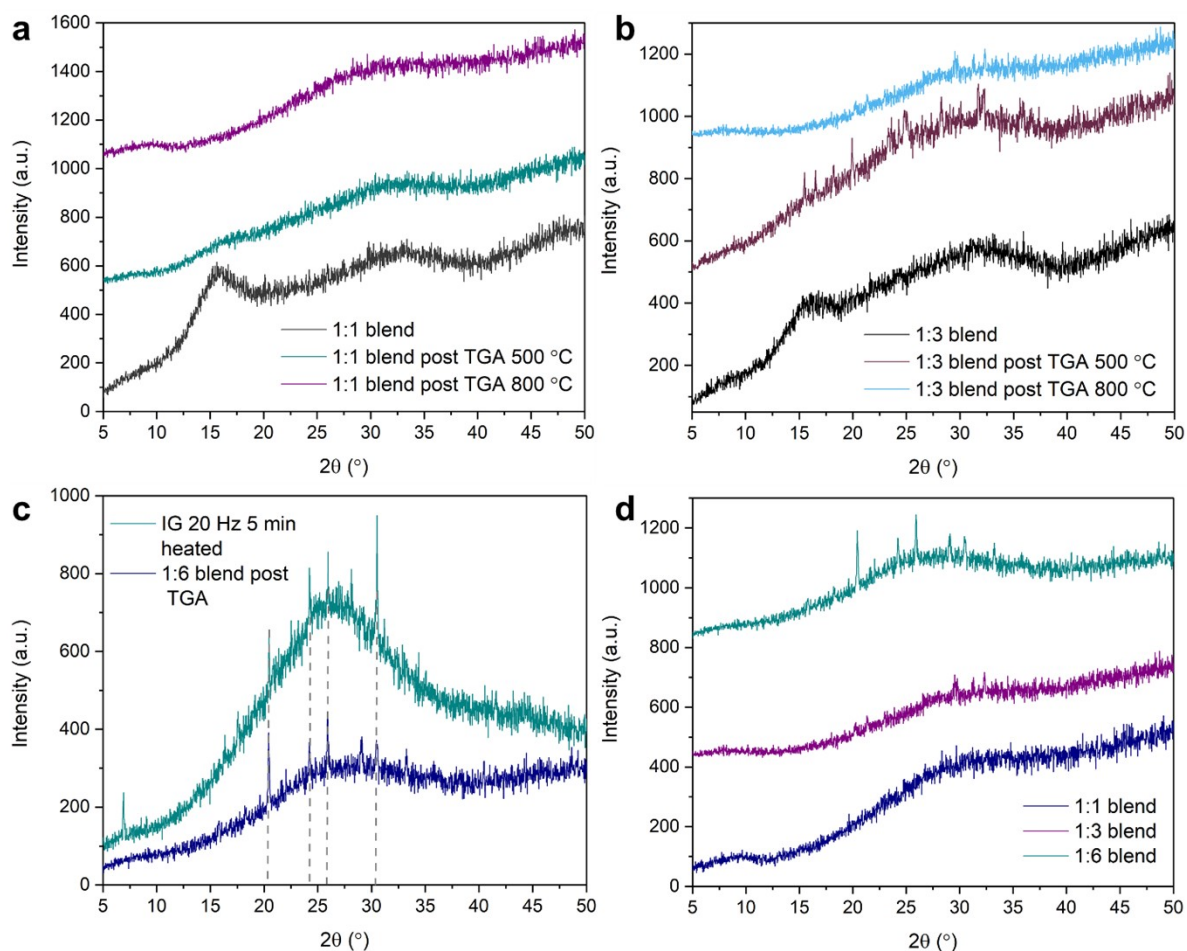 a
1600
1400
1200
1000
800
600
400
200
0
Intensity (a.u.)
1:1 blend
1:1 blend post TGA 500 °C
1:1 blend post TGA 800 °C
5 10 15 20 25 30 35 40 45 50
2θ (°)
b
1200
1000
800
600
400
200
Intensity (a.u.)
1:3 blend
1:3 blend post TGA 500 °C
1:3 blend post TGA 800 °C
5 10 15 20 25 30 35 40 45 50
2θ (°)
c
1000
800
600
400
200
0
Intensity (a.u.)
IG 20 Hz 5 min
heated
1:6 blend post
TGA
5 10 15 20 25 30 35 40 45 50
2θ (°)
d
1200
1000
800
600
400
200
0
Intensity (a.u.)
1:1 blend
1:3 blend
1:6 blend
5 10 15 20 25 30 35 40 45 50
2θ (°)